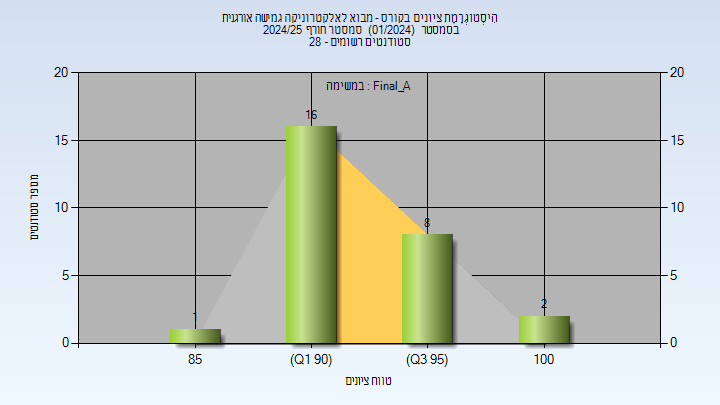 היסטוגרמת ציונים בקורס - מבוא לאלקטרוניקה גמישה אורגנית
בסמסטר (01/2024) סמסטר חורף 2024/25
סטודנטים רשומים - 28
במשימה : Final_A
20
15
10
5
0
20
15
10
5
0
1
16
8
2
85
(Q1 90)
(Q3 95)
100
מספר סטודנטים
טווח ציונים